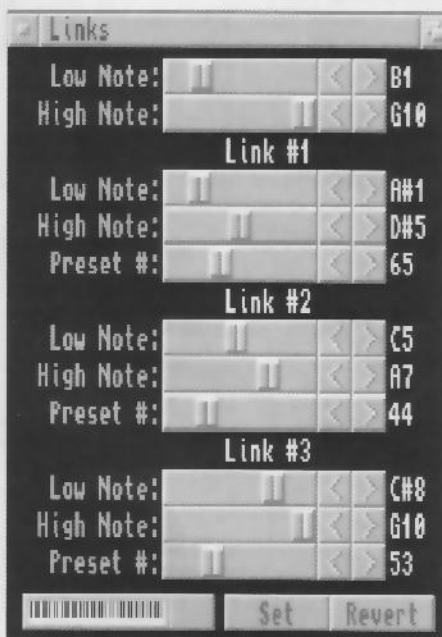 Links
Low Note: B1
High Note: G10
Link #1
Low Note: A#1
High Note: D#5
Preset #: 65
Link #2
Low Note: C5
High Note: A7
Preset #: 44
Link #3
Low Note: C#8
High Note: G10
Preset #: 53
Set Revert